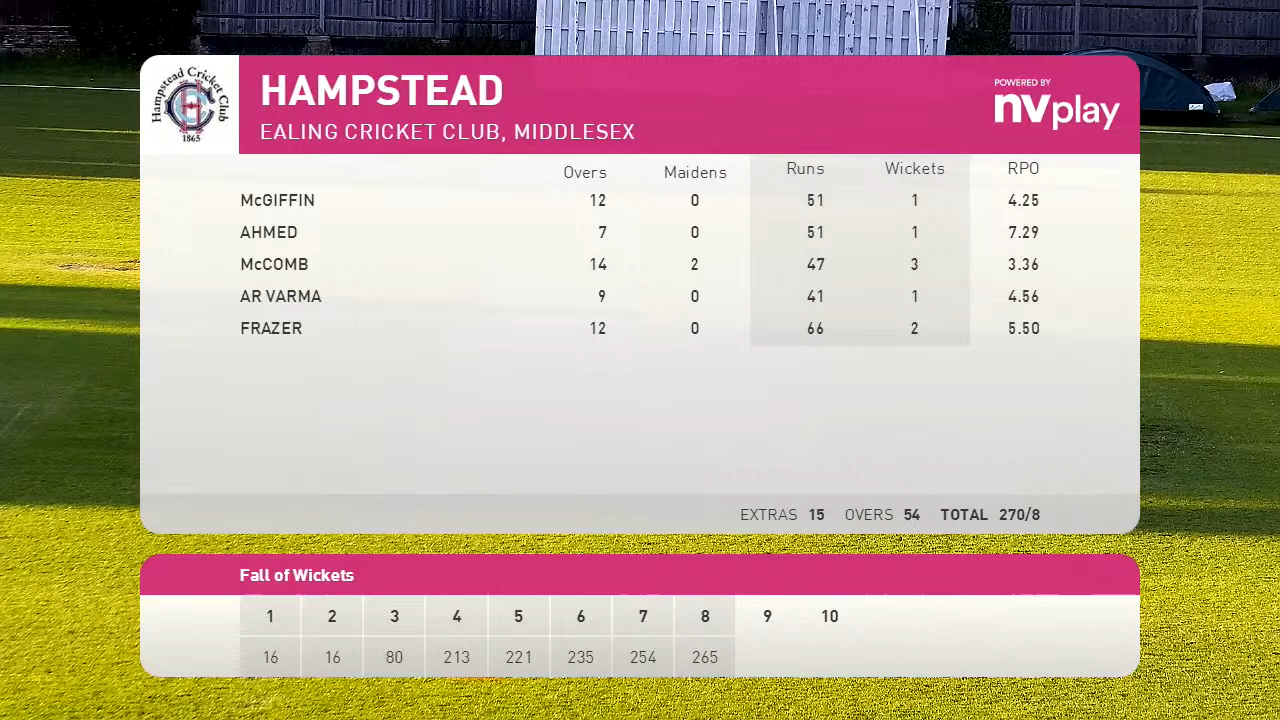 Hampstead Cricket Club
1865
HAMPSTEAD
EALING CRICKET CLUB, MIDDLESEX
POWERED BY
nvplay
Overs Maidens Runs Wickets RPO
McGIFFIN 12 0 51 1 4.25
AHMED 7 0 51 1 7.29
McCOMB 14 2 47 3 3.36
AR VARMA 9 0 41 1 4.56
FRAZER 12 0 66 2 5.50
EXTRAS 15 OVERS 54 TOTAL 270/8
Fall of Wickets
1 2 3 4 5 6 7 8 9 10
16 16 80 213 221 235 254 265